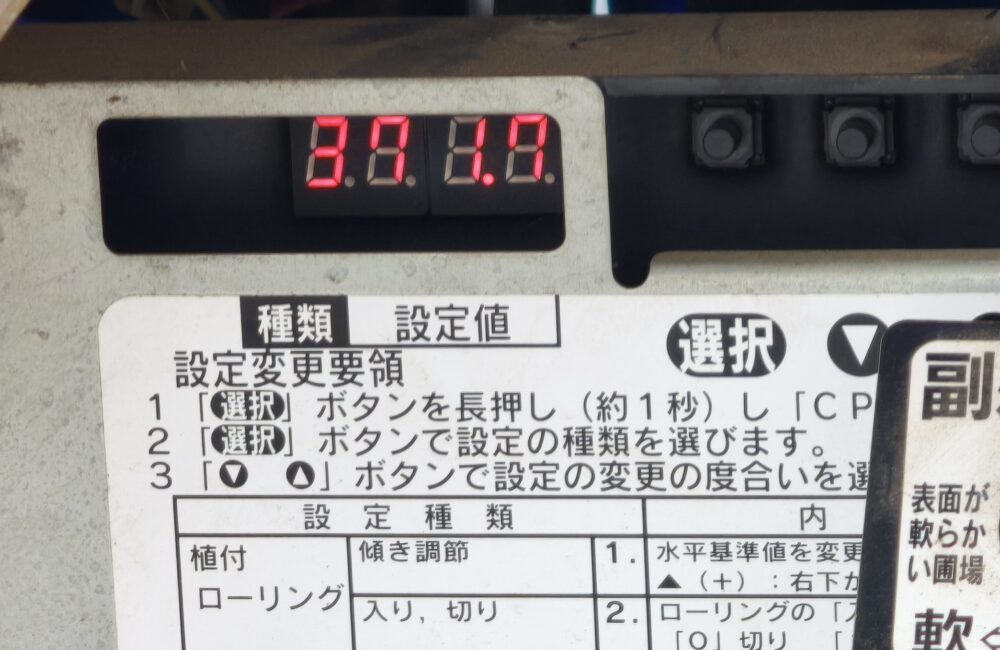 371.7
種類 設定値
選択 ▼
設定変更要領
1 「選択」ボタンを長押し（約1秒）し「CP
2 「選択」ボタンで設定の種類を選びます。
3 「▼ ▲」ボタンで設定の変更の度合いを選
設定種類 内
植付
ローリング
傾き調節 1. 水平基準値を変更
▲（＋）：右下が
入り，切り 2. ローリングの「入
「O」切り 「
副
表面が
軟らか
い圃場
軟